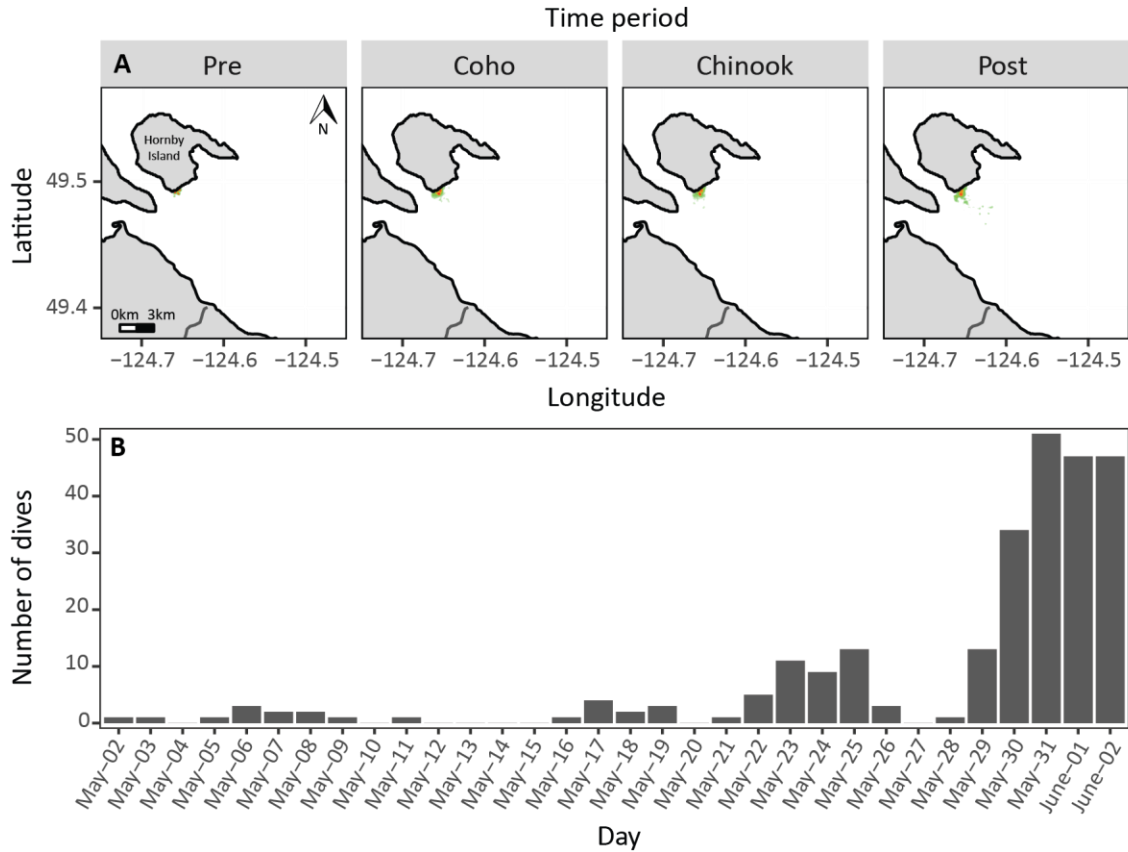 Time period
A Pre Coho Chinook Post
Hornby
Island
N
Latitude
49.5
49.4
0km 3km
−124.7 −124.6 −124.5 −124.7 −124.6 −124.5 −124.7 −124.6 −124.5 −124.7 −124.6 −124.5
Longitude
B
Number of dives
50
40
30
20
10
0
May−02 May−03 May−04 May−05 May−06 May−07 May−08 May−09 May−10 May−11 May−12 May−13 May−14 May−15 May−16 May−17 May−18 May−19 May−20 May−21 May−22 May−23 May−24 May−25 May−26 May−27 May−28 May−29 May−30 May−31 June−01 June−02
Day